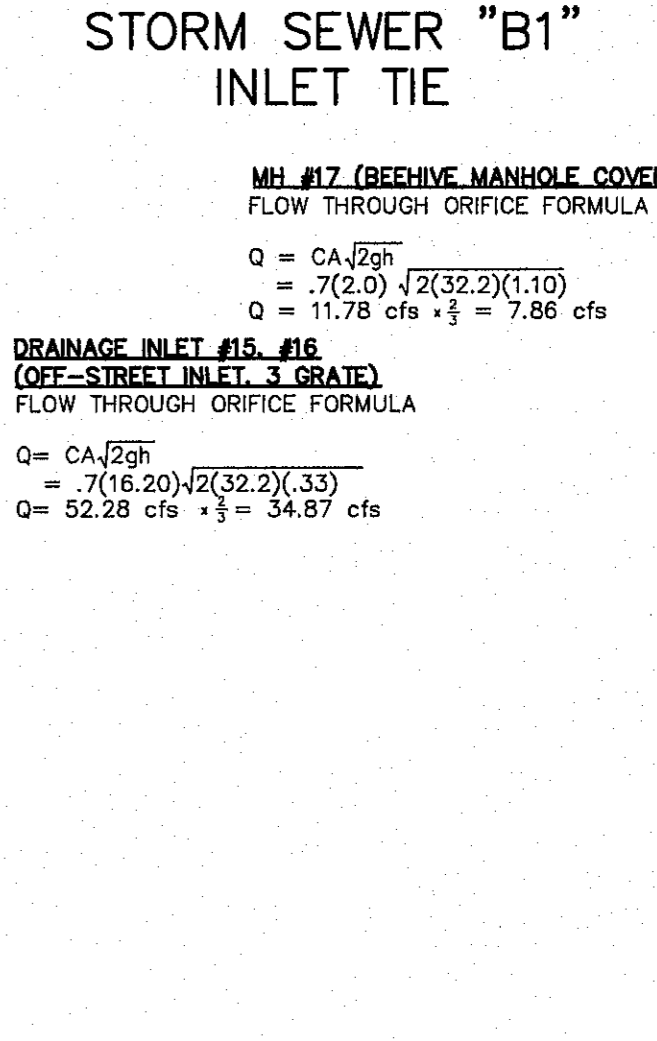 STORM SEWER "B1"
INLET TIE
MH #17 (BEEHIVE MANHOLE COVE
FLOW THROUGH ORIFICE FORMULA
Q = CA√2gh
= .7(2.0) √2(32.2)(1.10)
Q = 11.78 cfs x 2/3 = 7.86 cfs
DRAINAGE INLET #15, #16
(OFF-STREET INLET, 3 GRATE)
FLOW THROUGH ORIFICE FORMULA
Q= CA√2gh
= .7(16.20)√2(32.2)(.33)
Q= 52.28 cfs x 2/3 = 34.87 cfs